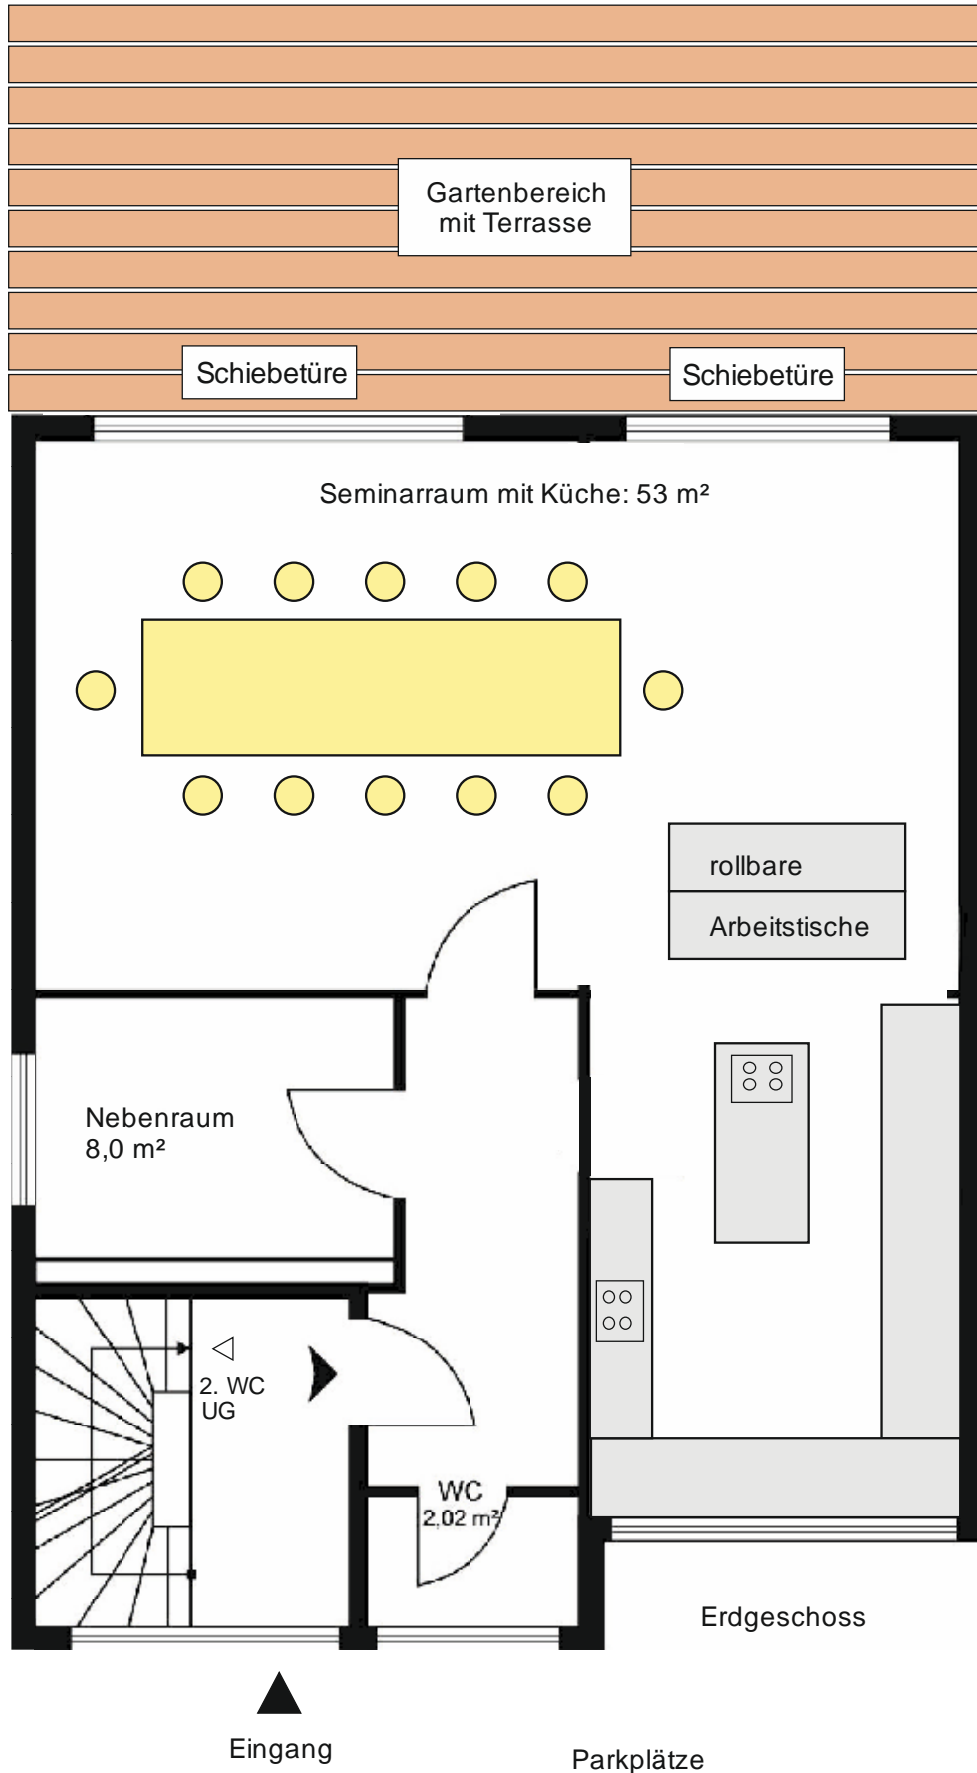 Gartenbereich
mit Terrasse
Schiebetüre
Schiebetüre
Seminarraum mit Küche: 53 m²
rollbare
Arbeitstische
Nebenraum
8,0 m²
2. WC
UG
WC
2,02 m²
Erdgeschoss
Eingang
Parkplätze